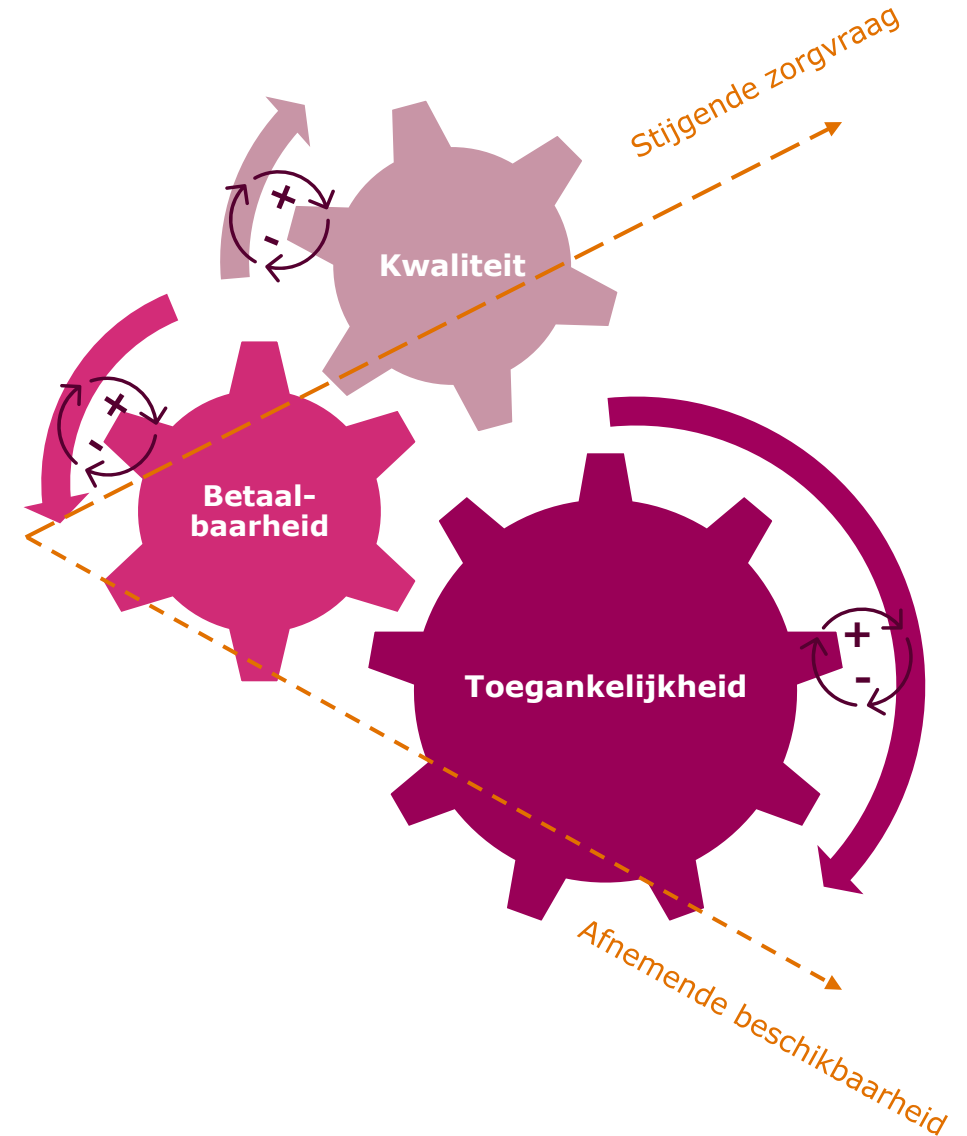 Stijgende zorgvraag
+
-
Kwaliteit
+
-
Betaal-
baarheid
+
-
Toegankelijkheid
Afnemende beschikbaarheid